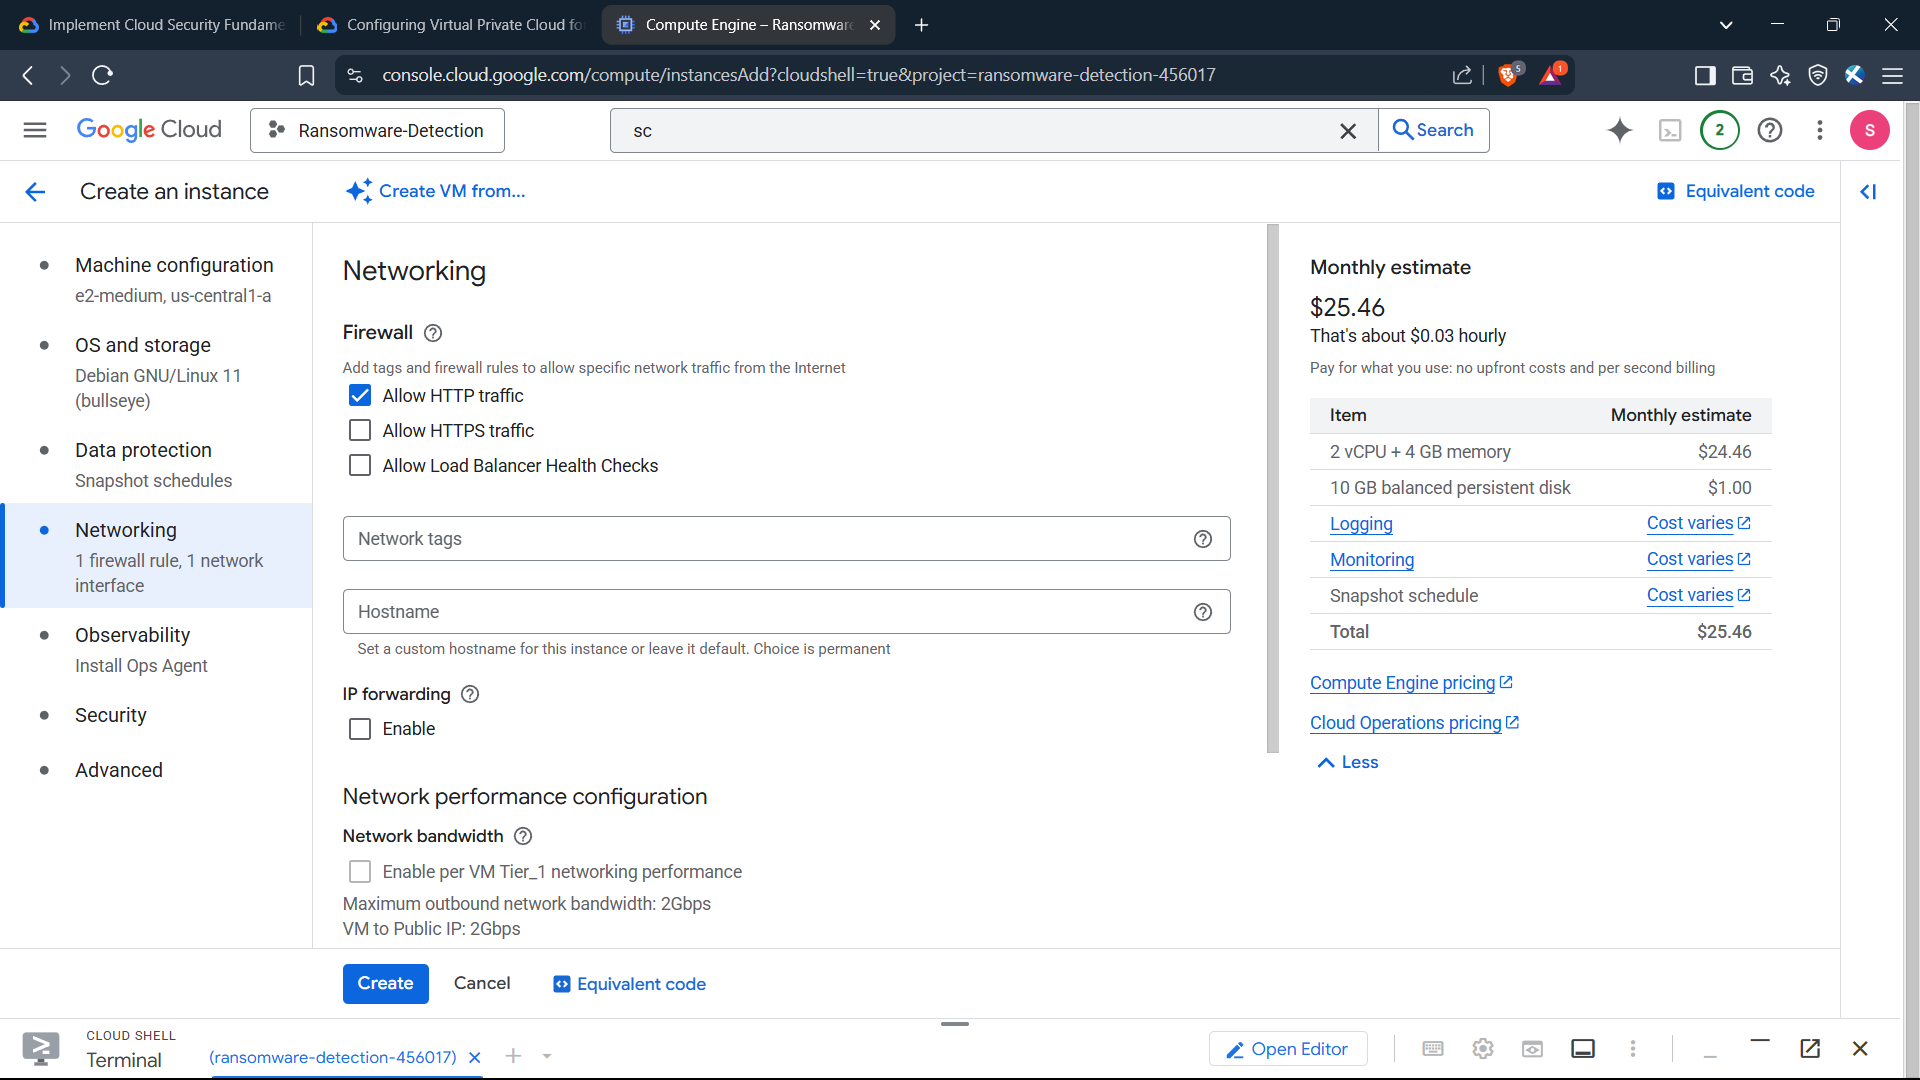 Implement Cloud Security Fundame
Configuring Virtual Private Cloud fo
Compute Engine – Ransomware
console.cloud.google.com/compute/instancesAdd?cloudshell=true&project=ransomware-detection-456017
5
1
Google Cloud
Ransomware-Detection
sc
Search
2
S
Create an instance
Create VM from...
Equivalent code
Machine configuration
e2-medium, us-central1-a
OS and storage
Debian GNU/Linux 11
(bullseye)
Data protection
Snapshot schedules
Networking
1 firewall rule, 1 network
interface
Observability
Install Ops Agent
Security
Advanced
Networking
Firewall
Add tags and firewall rules to allow specific network traffic from the Internet
Allow HTTP traffic
Allow HTTPS traffic
Allow Load Balancer Health Checks
Network tags
Hostname
Set a custom hostname for this instance or leave it default. Choice is permanent
IP forwarding
Enable
Network performance configuration
Network bandwidth
Enable per VM Tier_1 networking performance
Maximum outbound network bandwidth: 2Gbps
VM to Public IP: 2Gbps
Create
Cancel
Equivalent code
Monthly estimate
$25.46
That's about $0.03 hourly
Pay for what you use: no upfront costs and per second billing
Item Monthly estimate
2 vCPU + 4 GB memory $24.46
10 GB balanced persistent disk $1.00
Logging Cost varies
Monitoring Cost varies
Snapshot schedule Cost varies
Total $25.46
Compute Engine pricing
Cloud Operations pricing
Less
CLOUD SHELL
Terminal
(ransomware-detection-456017)
Open Editor